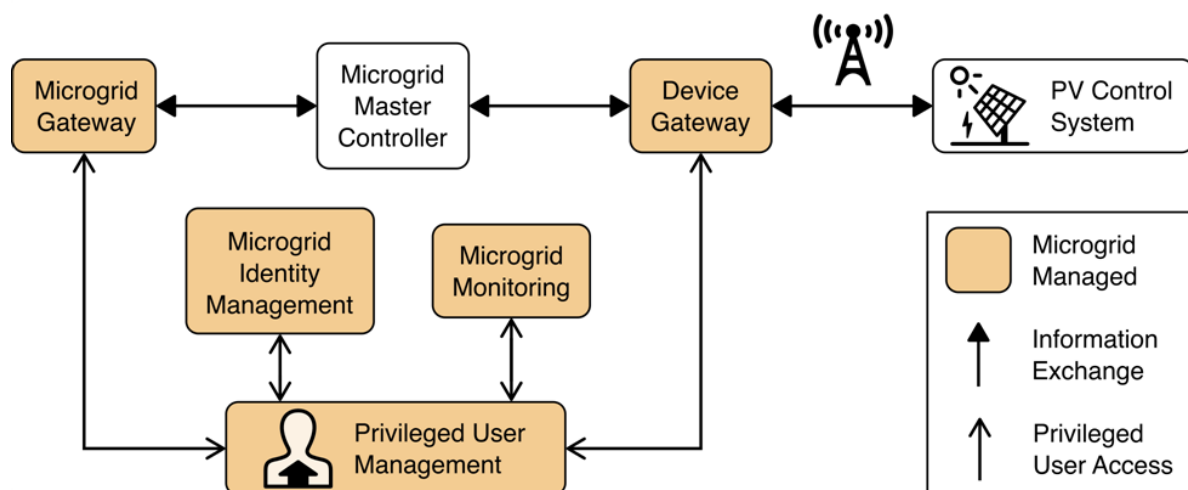 Microgrid
Gateway
Microgrid
Master
Controller
Device
Gateway
PV Control
System
Microgrid
Identity
Management
Microgrid
Monitoring
Privileged User
Management
Microgrid
Managed
Information
Exchange
Privileged
User Access